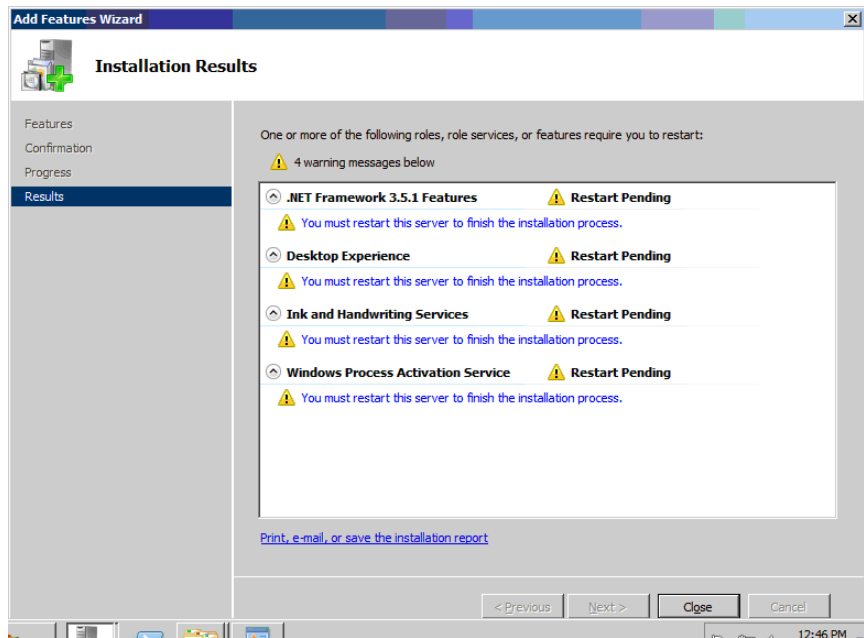 Add Features Wizard
Installation Results
Features
Confirmation
Progress
Results
One or more of the following roles, role services, or features require you to restart:
4 warning messages below
.NET Framework 3.5.1 Features Restart Pending
You must restart this server to finish the installation process.
Desktop Experience Restart Pending
You must restart this server to finish the installation process.
Ink and Handwriting Services Restart Pending
You must restart this server to finish the installation process.
Windows Process Activation Service Restart Pending
You must restart this server to finish the installation process.
Print, e-mail, or save the installation report
< Previous Next > Close Cancel
12:46 PM